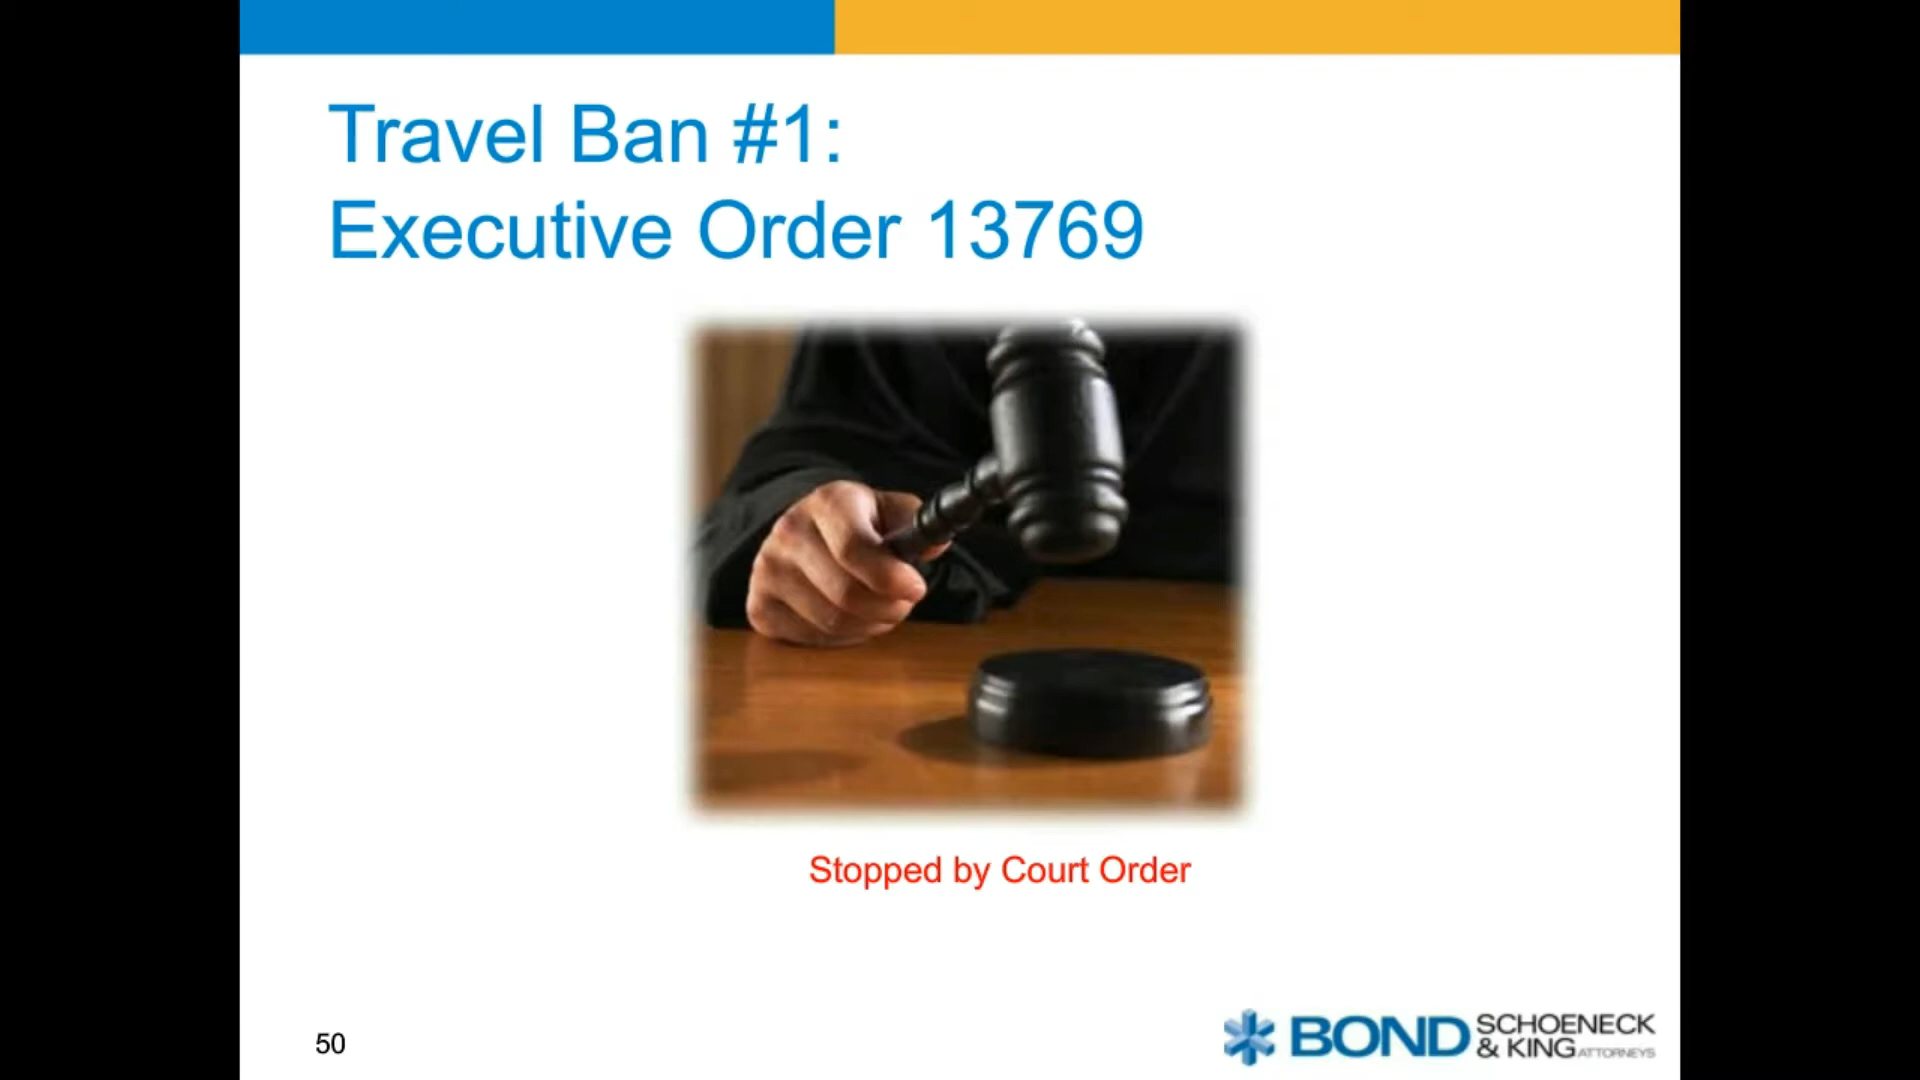 Travel Ban #1:
Executive Order 13769
Stopped by Court Order
50
BOND SCHOENECK
& KING ATTORNEYS